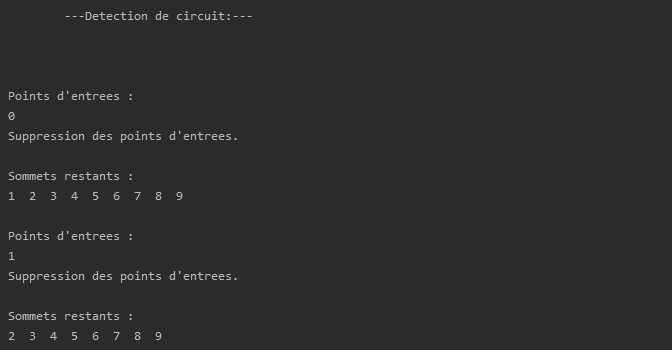 ---Detection de circuit:---
Points d'entrees :
0
Suppression des points d'entrees.
Sommets restants :
1 2 3 4 5 6 7 8 9
Points d'entrees :
1
Suppression des points d'entrees.
Sommets restants :
2 3 4 5 6 7 8 9